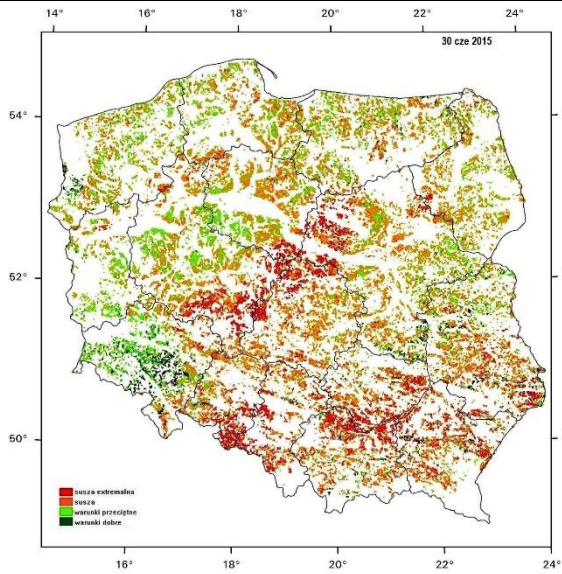 14° 16° 18° 20° 22° 24°
30 cze 2015
54°
52°
50°
susza extremalna
susza
warunki przeciętne
warunki dobre
16° 18° 20° 22° 24°